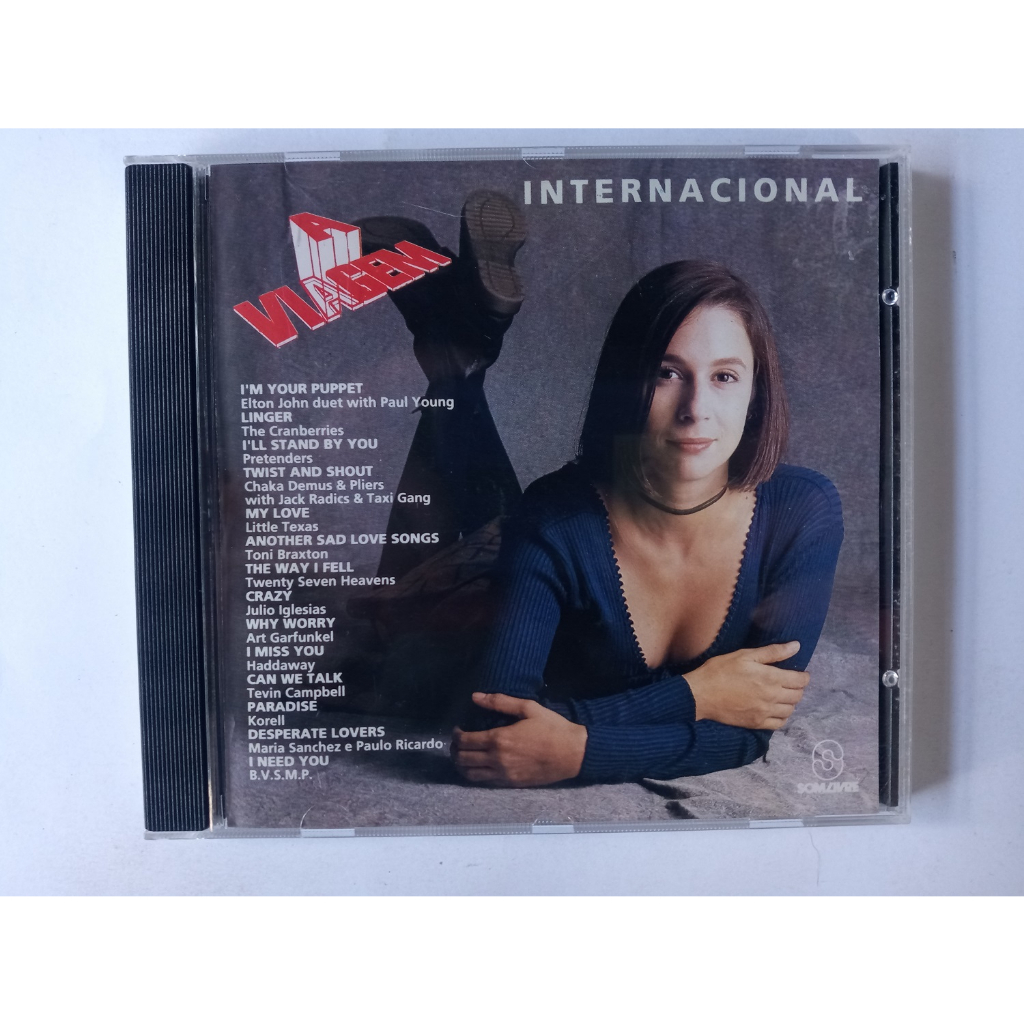 INTERNACIONAL
A
VIAGEM
I'M YOUR PUPPET
Elton John duet with Paul Young
LINGER
The Cranberries
I'LL STAND BY YOU
Pretenders
TWIST AND SHOUT
Chaka Demus & Pliers
with Jack Radics & Taxi Gang
MY LOVE
Little Texas
ANOTHER SAD LOVE SONGS
Toni Braxton
THE WAY I FELL
Twenty Seven Heavens
CRAZY
Julio Iglesias
WHY WORRY
Art Garfunkel
I MISS YOU
Haddaway
CAN WE TALK
Tevin Campbell
PARADISE
Korell
DESPERATE LOVERS
Maria Sanchez e Paulo Ricardo
I NEED YOU
B.V.S.M.P.
SOM LIVRE